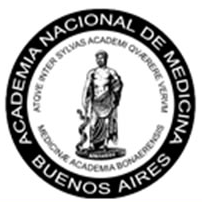 ACADEMIA NACIONAL DE MEDICINA
BUENOS AIRES
ATQVE INTER SYLVAS ACADEMI QVÆRERE VERVM
MEDICINÆ ACADEMIA BONAERENSIS